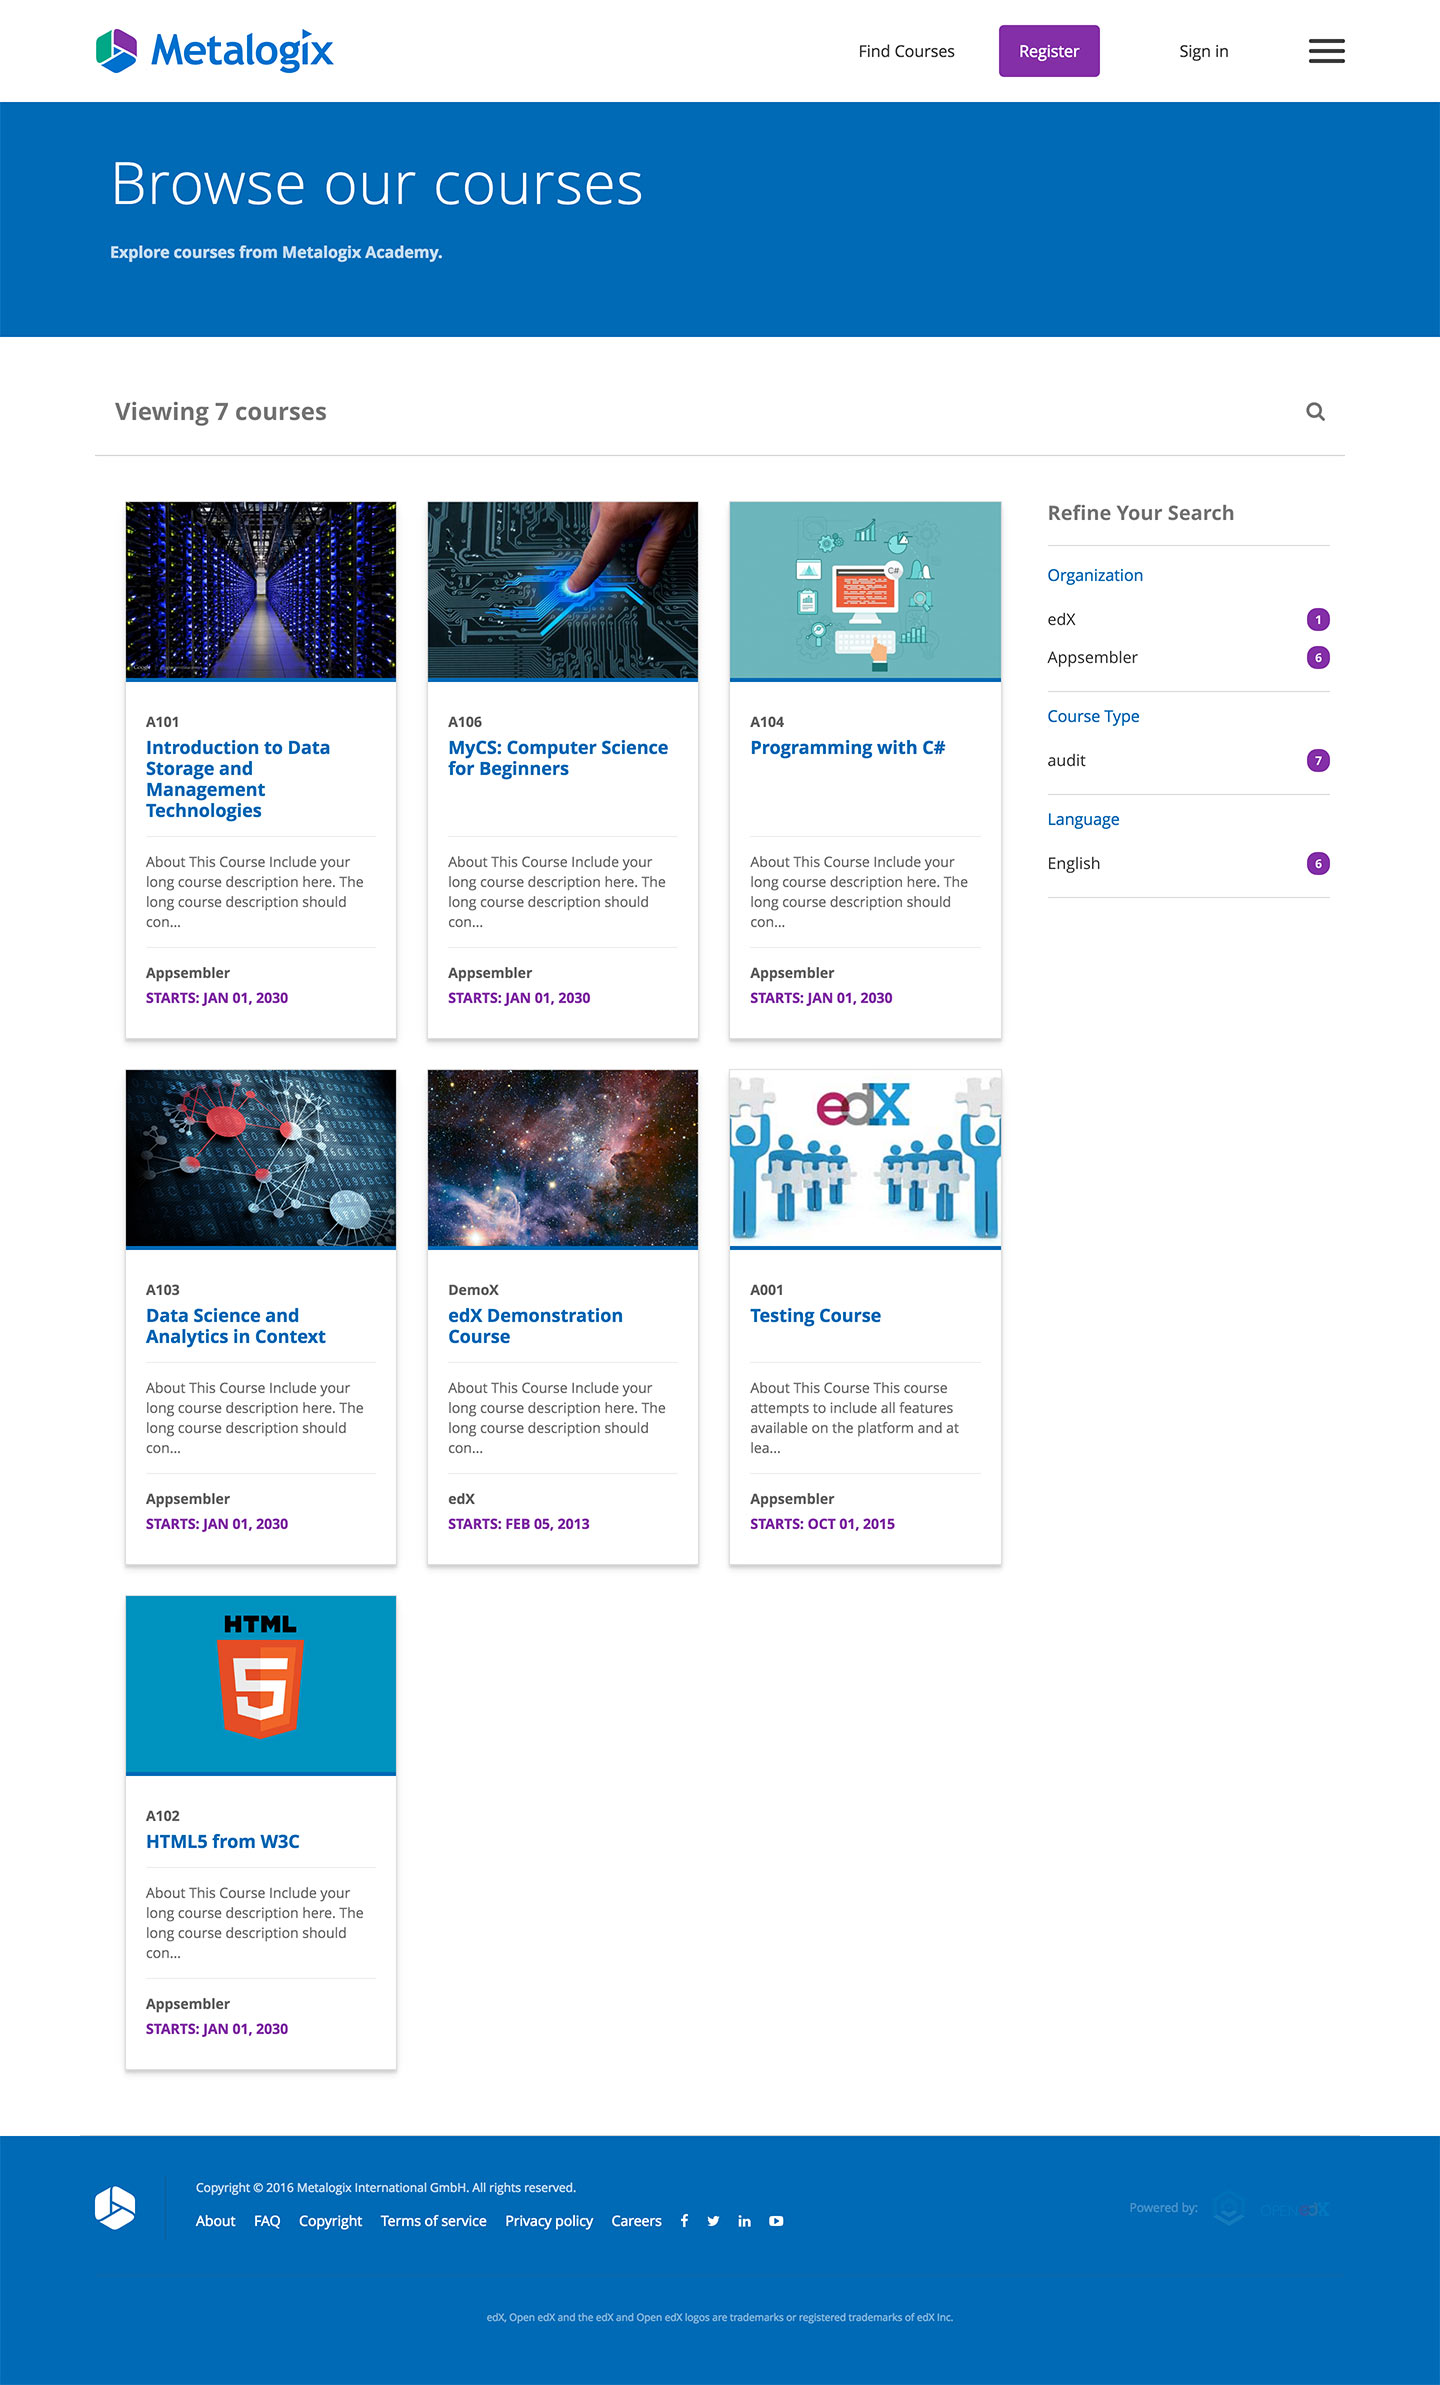 Metalogix
Find Courses
Register
Sign in
Browse our courses
Explore courses from Metalogix Academy.
Viewing 7 courses
A101
Introduction to Data
Storage and
Management
Technologies
About This Course Include your
long course description here. The
long course description should
con...
Appsembler
STARTS: JAN 01, 2030
A106
MyCS: Computer Science
for Beginners
About This Course Include your
long course description here. The
long course description should
con...
Appsembler
STARTS: JAN 01, 2030
C#
A104
Programming with C#
About This Course Include your
long course description here. The
long course description should
con...
Appsembler
STARTS: JAN 01, 2030
Refine Your Search
Organization
edX 1
Appsembler 6
Course Type
audit 7
Language
English 6
A103
Data Science and
Analytics in Context
About This Course Include your
long course description here. The
long course description should
con...
Appsembler
STARTS: JAN 01, 2030
DemoX
edX Demonstration
Course
About This Course Include your
long course description here. The
long course description should
con...
edX
STARTS: FEB 05, 2013
edX
A001
Testing Course
About This Course This course
attempts to include all features
available on the platform and at
lea...
Appsembler
STARTS: OCT 01, 2015
HTML
5
A102
HTML5 from W3C
About This Course Include your
long course description here. The
long course description should
con...
Appsembler
STARTS: JAN 01, 2030
Copyright © 2016 Metalogix International GmbH. All rights reserved.
About FAQ Copyright Terms of service Privacy policy Careers
Powered by:
OPEN edX
edX, Open edX and the edX and Open edX logos are trademarks or registered trademarks of edX Inc.